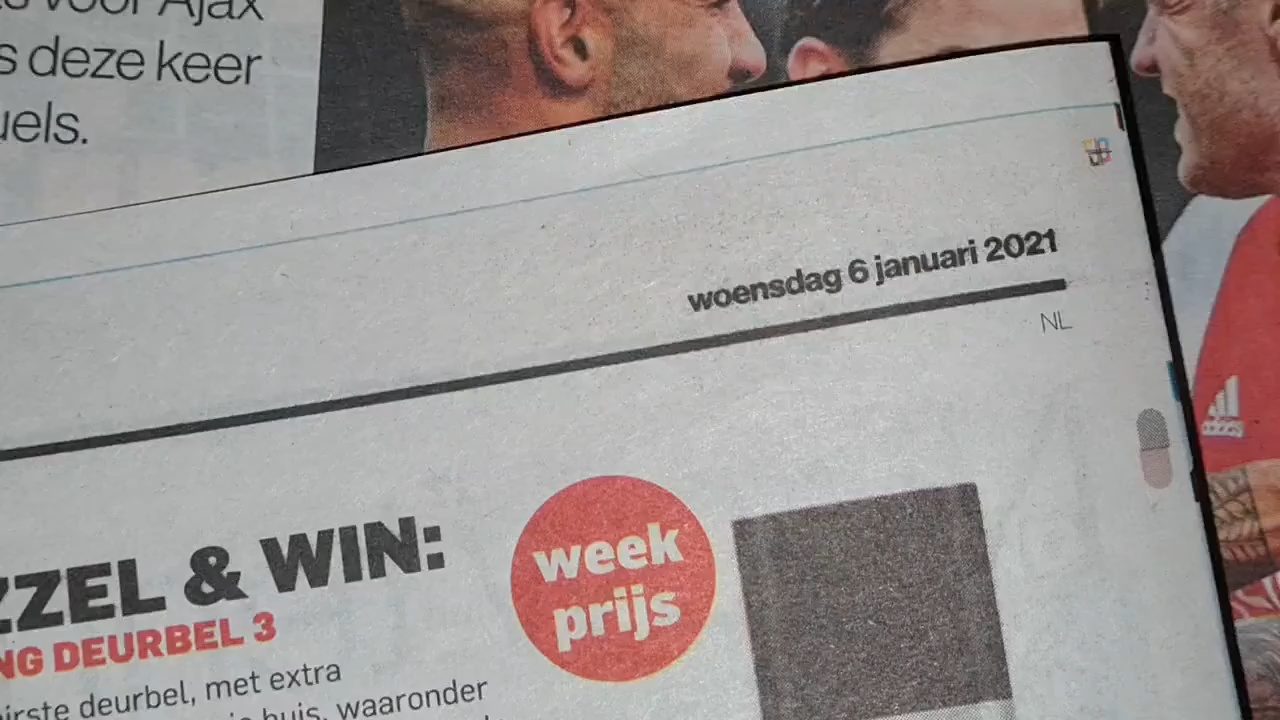 voor Ajax
s deze keer
uels.
woensdag 6 januari 2021
NL
adidas
ZZEL & WIN:
NG DEURBEL 3
week
prijs
irste deurbel, met extra
huis, waaronder